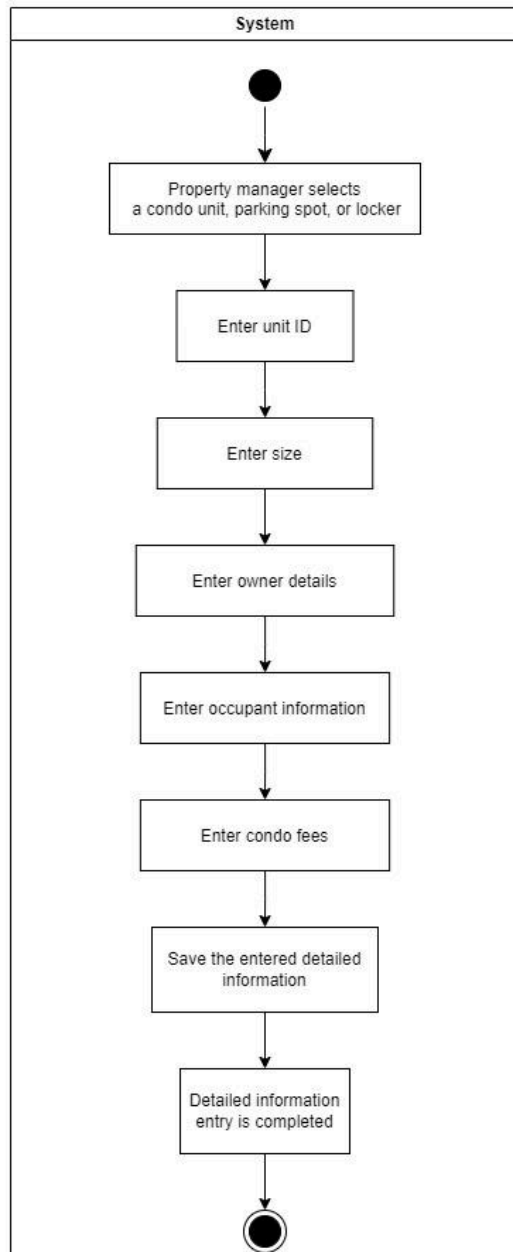 System
Property manager selects
a condo unit, parking spot, or locker
Enter unit ID
Enter size
Enter owner details
Enter occupant information
Enter condo fees
Save the entered detailed
information
Detailed information
entry is completed